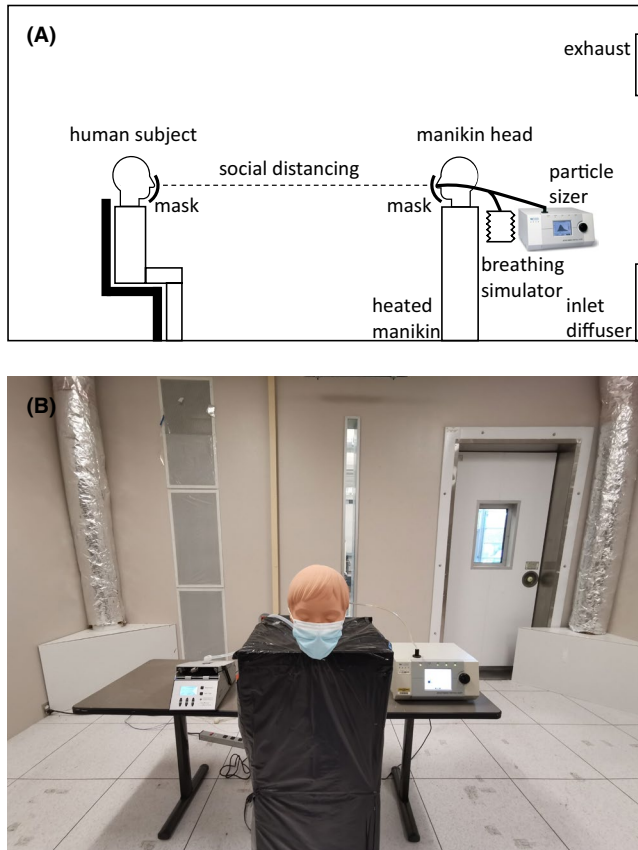 (A)
exhaust
human subject
manikin head
social distancing
particle
sizer
mask
mask
breathing
simulator
heated
manikin
inlet
diffuser
(B)